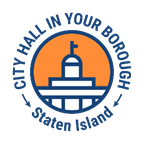 CITY HALL IN YOUR BOROUGH
Staten Island